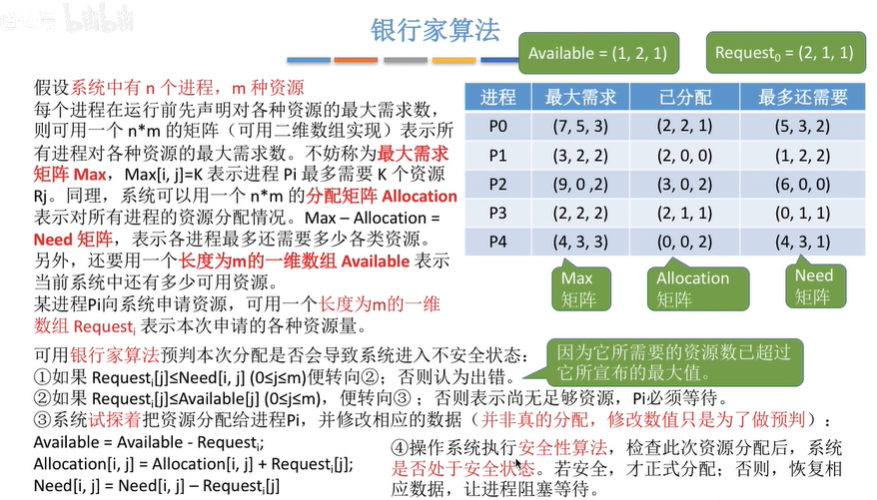 银行家算法
Available = (1, 2, 1)
Request0 = (2, 1, 1)
假设系统中有 n 个进程，m 种资源
每个进程在运行前先声明对各种资源的最大需求数，
则可用一个 n*m 的矩阵（可用二维数组实现）表示所
有进程对各种资源的最大需求数。不妨称为最大需求
矩阵 Max，Max[i, j]=K 表示进程 Pi 最多需要 K 个资源
Rj。同理，系统可以用一个 n*m 的分配矩阵 Allocation
表示对所有进程的资源分配情况。Max – Allocation =
Need 矩阵，表示各进程最多还需要多少各类资源。
另外，还要用一个长度为m的一维数组 Available 表示
当前系统中还有多少可用资源。
某进程Pi向系统申请资源，可用一个长度为m的一维
数组 Requesti 表示本次申请的各种资源量。
进程 最大需求 已分配 最多还需要
P0 (7, 5, 3) (2, 2, 1) (5, 3, 2)
P1 (3, 2, 2) (2, 0, 0) (1, 2, 2)
P2 (9, 0 ,2) (3, 0, 2) (6, 0, 0)
P3 (2, 2, 2) (2, 1, 1) (0, 1, 1)
P4 (4, 3, 3) (0, 0, 2) (4, 3, 1)
Max
矩阵
Allocation
矩阵
Need
矩阵
可用银行家算法预判本次分配是否会导致系统进入不安全状态：
①如果 Requesti[j]≤Need[i, j] (0≤j≤m)便转向②；否则认为出错。
因为它所需要的资源数已超过
它所宣布的最大值。
②如果 Requesti[j]≤Available[j] (0≤j≤m)，便转向③；否则表示尚无足够资源，Pi必须等待。
③系统试探着把资源分配给进程Pi，并修改相应的数据（并非真的分配，修改数值只是为了做预判）：
Available = Available - Requesti;
Allocation[i, j] = Allocation[i, j] + Requesti[j];
Need[i, j] = Need[i, j] – Requesti[j]
④操作系统执行安全性算法，检查此次资源分配后，系统
是否处于安全状态。若安全，才正式分配；否则，恢复相
应数据，让进程阻塞等待。